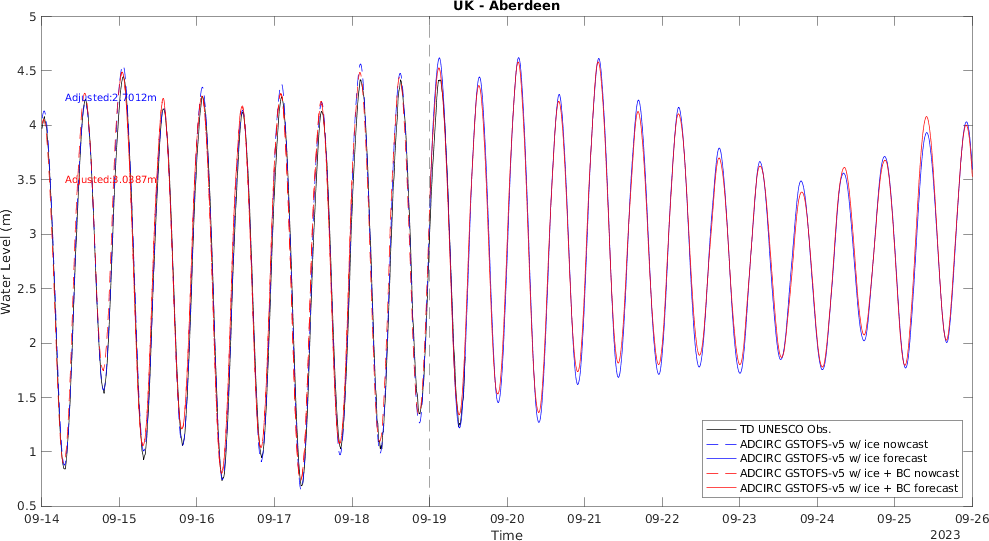 UK - Aberdeen
5
4.5
4
3.5
3
2.5
2
1.5
1
0.5
Water Level (m)
Adjusted:2.7012m
Adjusted:3.0387m
TD UNESCO Obs.
ADCIRC GSTOFS-v5 w/ ice nowcast
ADCIRC GSTOFS-v5 w/ ice forecast
ADCIRC GSTOFS-v5 w/ ice + BC nowcast
ADCIRC GSTOFS-v5 w/ ice + BC forecast
09-14 09-15 09-16 09-17 09-18 09-19 09-20 09-21 09-22 09-23 09-24 09-25 09-26
Time
2023